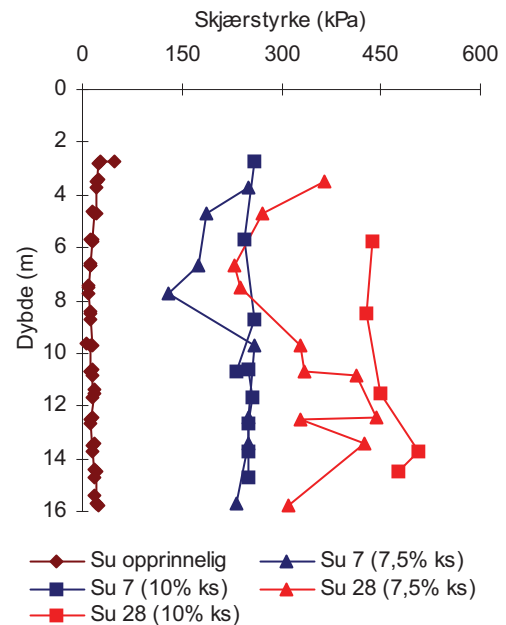 Skjærstyrke (kPa)
0 150 300 450 600
0
2
4
6
8
10
12
14
16
Dybde (m)
Su opprinnelig
Su 7 (7,5% ks)
Su 7 (10% ks)
Su 28 (7,5% ks)
Su 28 (10% ks)